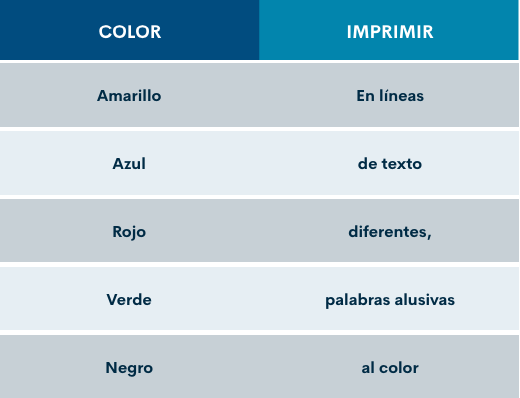 COLOR IMPRIMIR
Amarillo En líneas
Azul de texto
Rojo diferentes,
Verde palabras alusivas
Negro al color